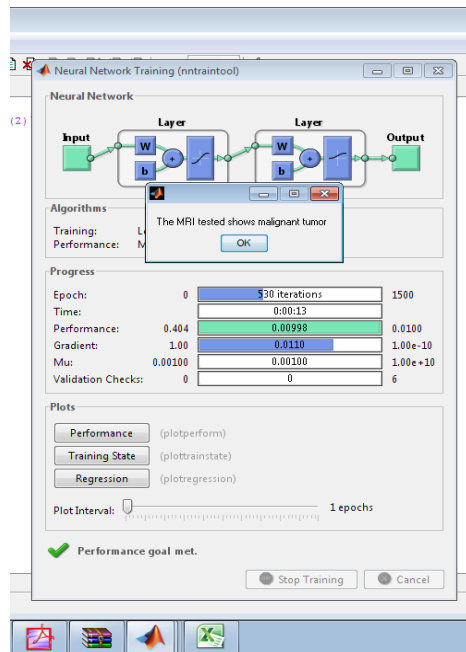 Neural Network Training (nntraintool)
(2)
Neural Network
Layer Layer
Input Output
W W
b b
+ +
Algorithms
The MRI tested shows malignant tumor
Training:
Performance:
OK
Progress
Epoch: 0 530 iterations 1500
Time: 0:00:13
Performance: 0.404 0.00998 0.0100
Gradient: 1.00 0.0110 1.00e-10
Mu: 0.00100 0.00100 1.00e+10
Validation Checks: 0 0 6
Plots
Performance (plotperform)
Training State (plottrainstate)
Regression (plotregression)
Plot Interval: 1 epochs
Performance goal met.
Stop Training Cancel